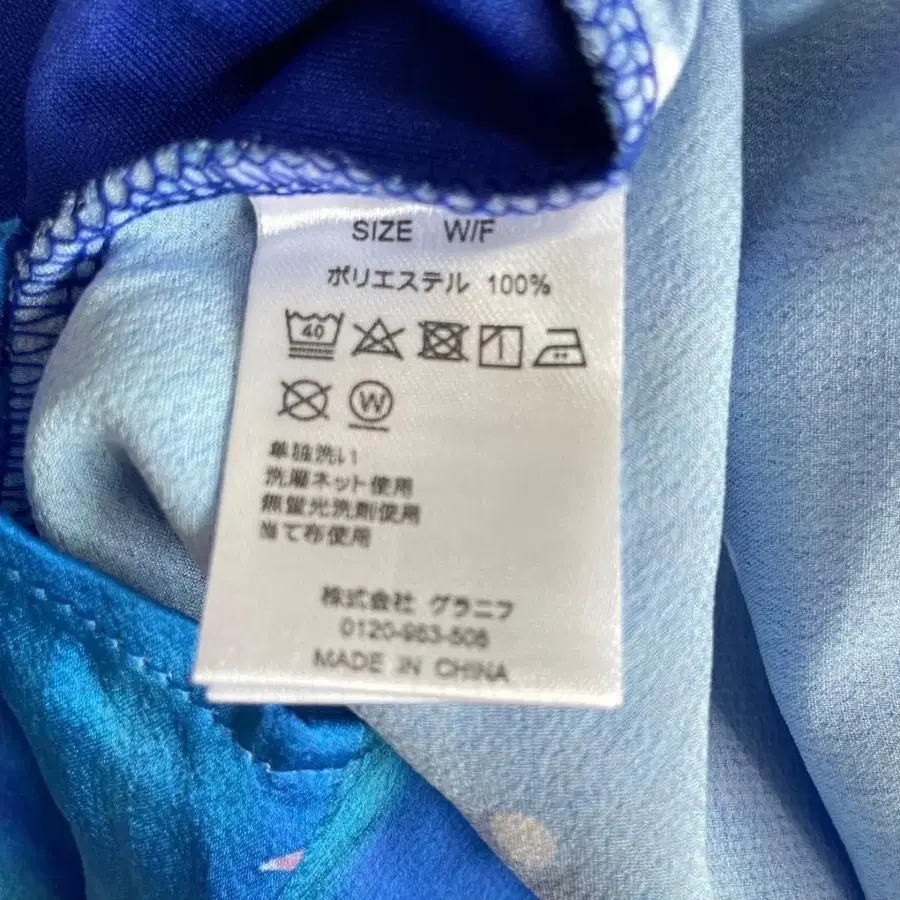 SIZE W/F
ポリエステル 100%
40
W
単独洗い
洗濯ネット使用
無蛍光洗剤使用
当て布使用
株式会社 グラニフ
0120-983-508
MADE IN CHINA